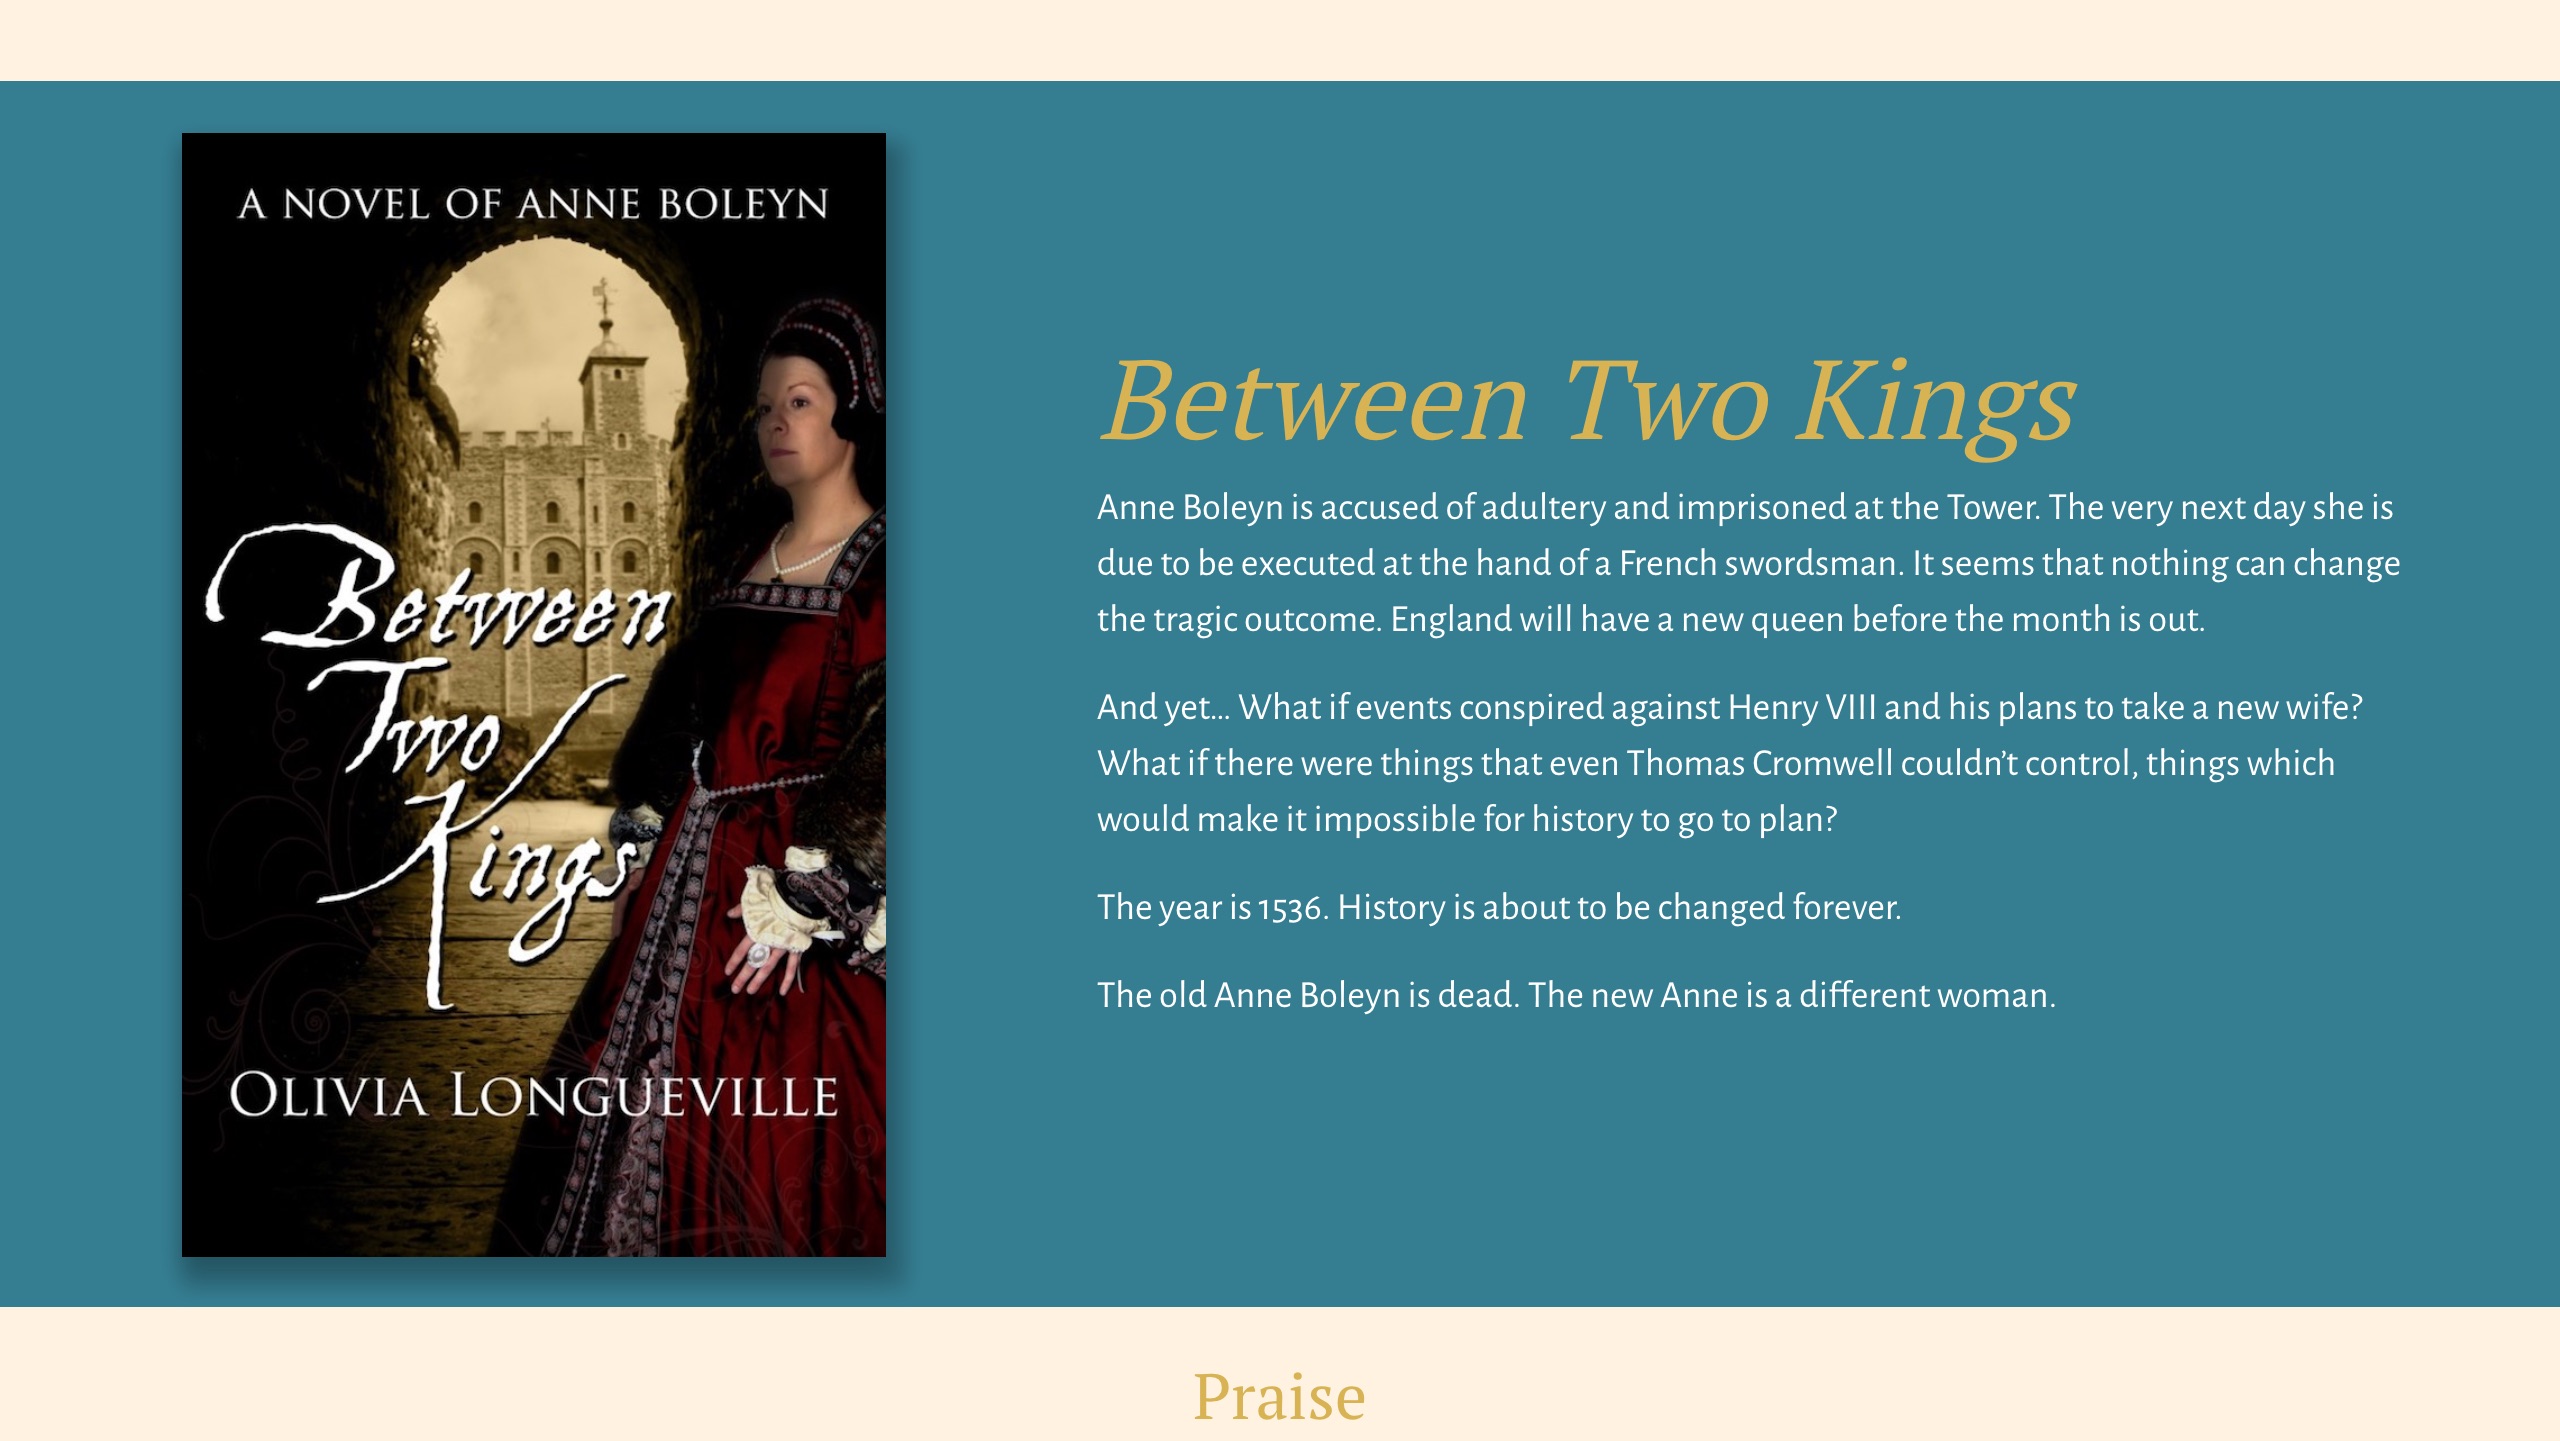 A NOVEL OF ANNE BOLEYN
Between
Two
Kings
OLIVIA LONGUEVILLE
Between Two Kings
Anne Boleyn is accused of adultery and imprisoned at the Tower. The very next day she is
due to be executed at the hand of a French swordsman. It seems that nothing can change
the tragic outcome. England will have a new queen before the month is out.
And yet... What if events conspired against Henry VIII and his plans to take a new wife?
What if there were things that even Thomas Cromwell couldn’t control, things which
would make it impossible for history to go to plan?
The year is 1536. History is about to be changed forever.
The old Anne Boleyn is dead. The new Anne is a different woman.
Praise